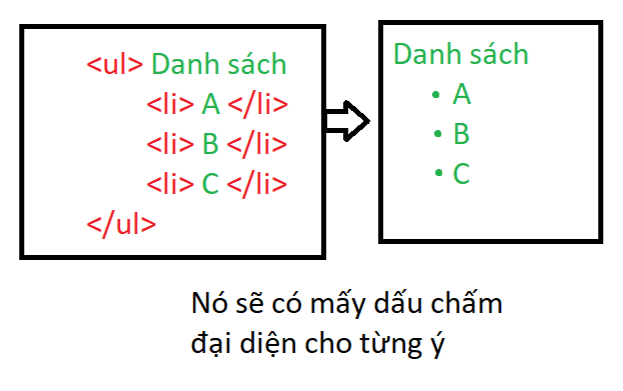 <ul> Danh sách
<li> A </li>
<li> B </li>
<li> C </li>
</ul>
Danh sách
• A
• B
• C
Nó sẽ có mấy dấu chấm
đại diện cho từng ý